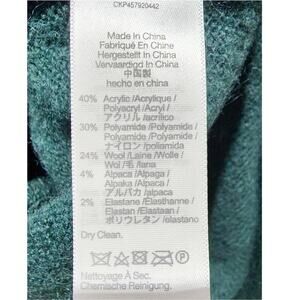 CKP457920442
Made In China
Fabriqué En Chine
Hergestellt In China
Vervaardigd In China
中国製
hecho en china
40% Acrylic /Acrylique /
Polyacryl /Acryl /
アクリル /acrílico
30% Polyamide /Polyamide /
Polyamid /Polyamide /
ナイロン /poliamida
24% Wool /Laine /Wolle /
Wol /毛 /lana
4% Alpaca /Alpaga /
Alpaka /Alpaca /
アルパカ /alpaca
2% Elastane /Elasthanne /
Elastan /Elastaan /
ポリウレタン /elastano
Dry Clean.
Nettoyage À Sec.
Chemische Reinigung.